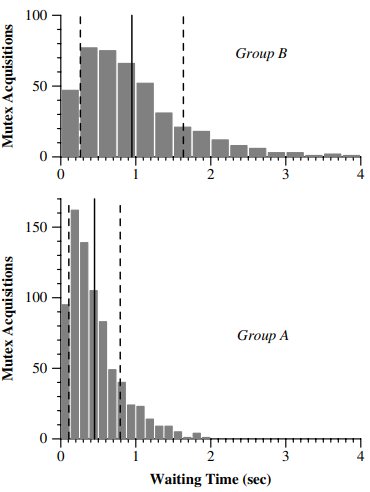 Mutex Acquisitions
100
50
0
Group B
0 1 2 3 4
Mutex Acquisitions
150
100
50
0
Group A
0 1 2 3 4
Waiting Time (sec)